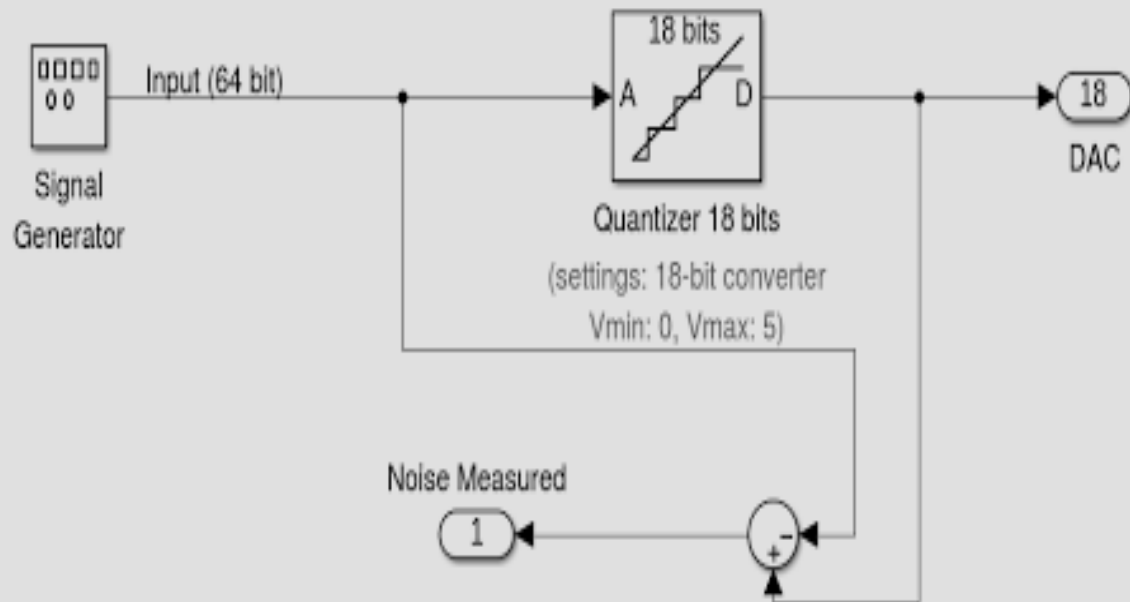 18 bits
Input (64 bit)
A
D
18
DAC
Signal
Generator
Quantizer 18 bits
(settings: 18-bit converter
Vmin: 0, Vmax: 5)
Noise Measured
1
-
+